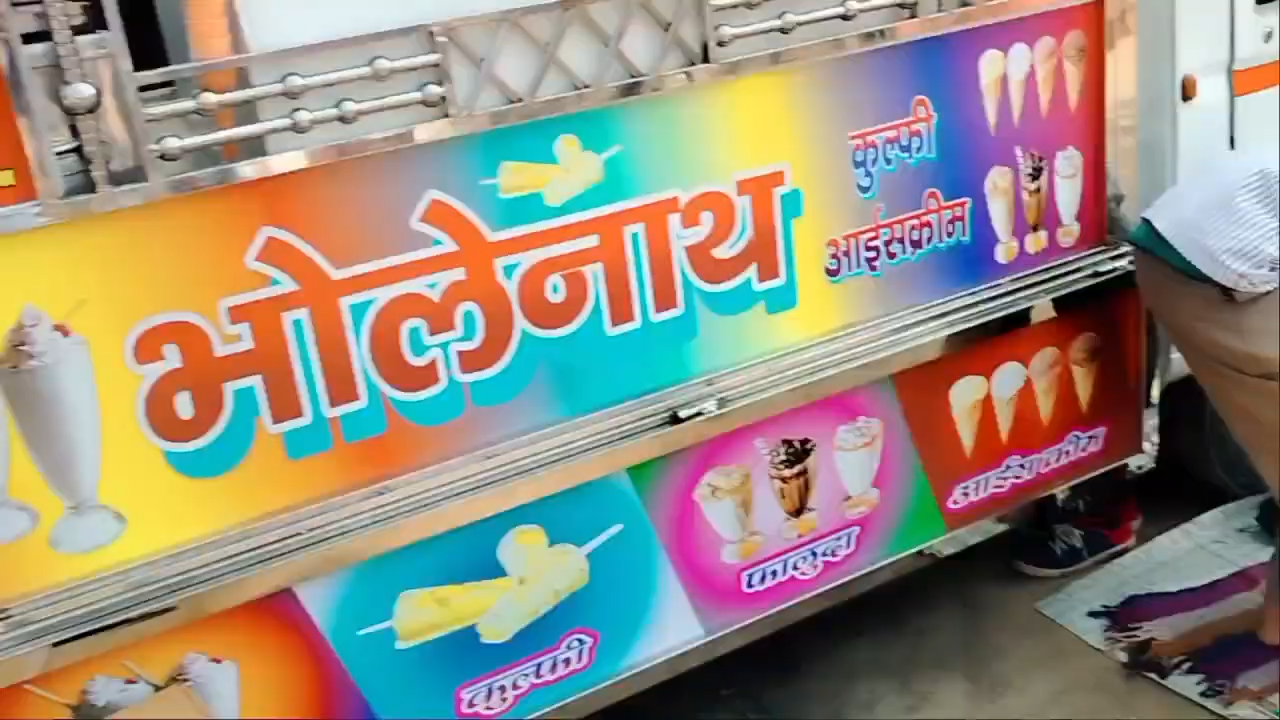 भोलेनाथ
कुल्फी
आईसक्रीम
कुल्फी
फालुदा
आईसक्रीम